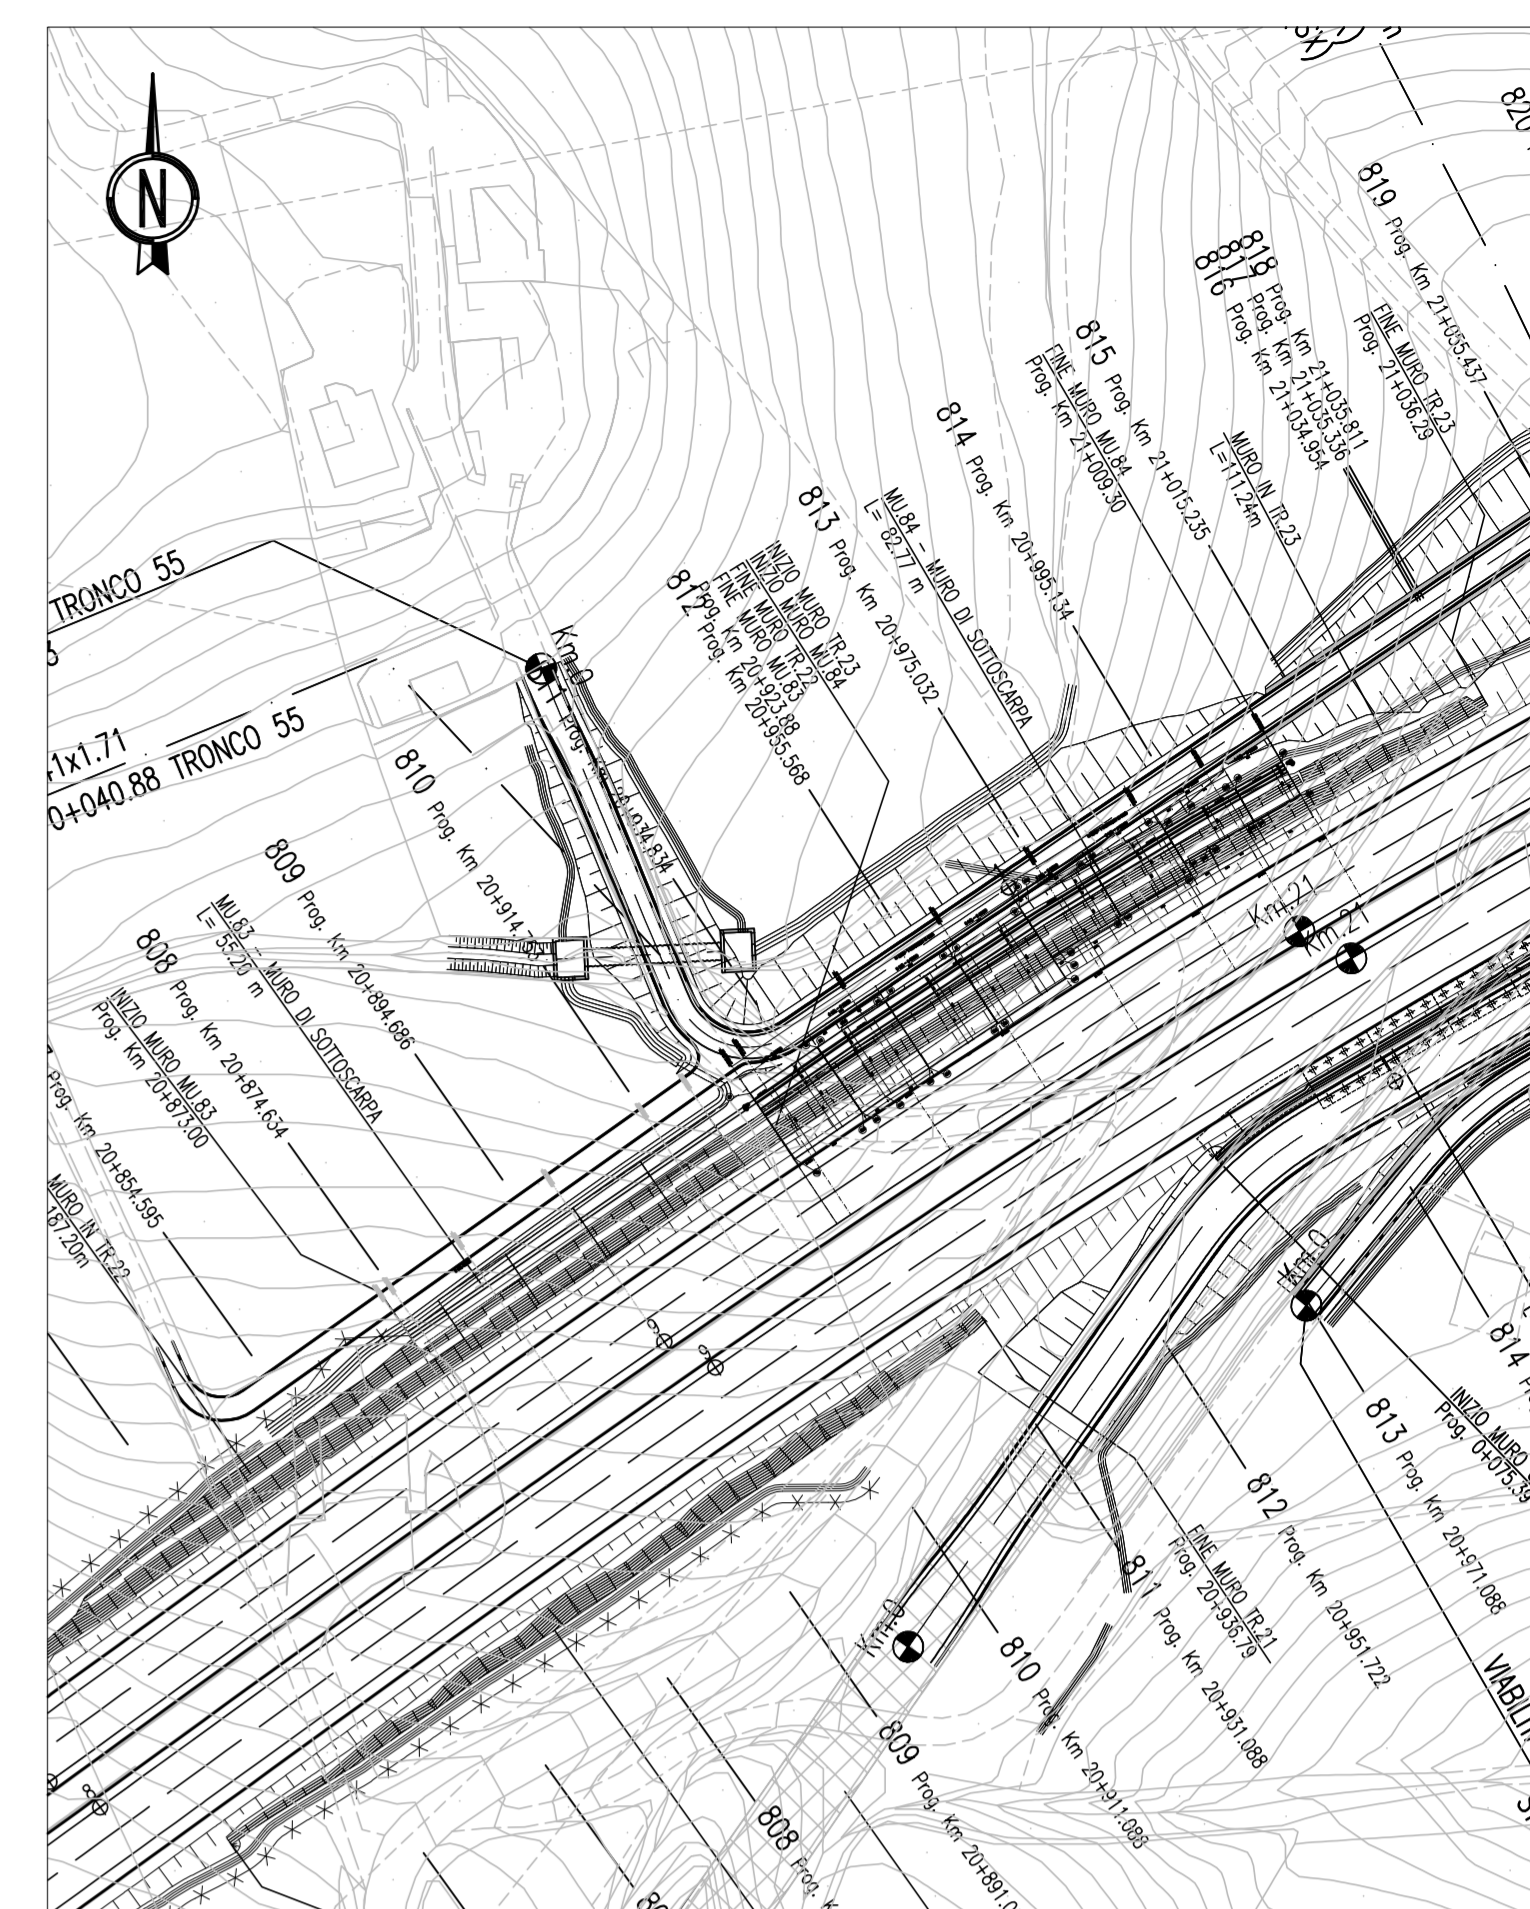 N
820
819 Prog. Km 21+055.437
818 Prog. Km 21+035.811
817 Prog. Km 21+035.336
816 Prog. Km 21+034.954
FINE MURO TR.23
Prog. 21+036.29
815 Prog. Km 21+015.235
FINE MURO MU.84
Prog. Km 21+009.30
MURO IN TR.23
L=111.24m
814 Prog. Km 20+995.134
MU.84 – MURO DI SOTTOSCARPA
L= 82.77 m
813 Prog. Km 20+975.032
INIZIO MURO TR.23
INIZIO MURO MU.84
FINE MURO TR.22
FINE MURO MU.83
Prog. Km 20+923.88
812 Prog. Km 20+955.568
TRONCO 55
Km 0
811 Prog. Km 20+934.834
1x1.71
0+040.88 TRONCO 55
810 Prog. Km 20+914.
809 Prog. Km 20+894.686
MU.83 – MURO DI SOTTOSCARPA
L= 55.20 m
808 Prog. Km 20+874.634
INIZIO MURO MU.83
Prog. Km 20+873.00
Prog. Km 20+854.595
MURO IN TR.22
187.20m
Km.21
Km.21
9
9
8
Km.0
814
INIZIO MURO
Prog. 0+075.39
813 Prog. Km 20+971.088
812 Prog. Km 20+951.722
FINE MURO TR.21
Prog. 20+936.79
811 Prog. Km 20+931.088
810 Prog. Km 20+911.088
809 Prog. Km 20+891.0
808 Prog. K
VIABILIT